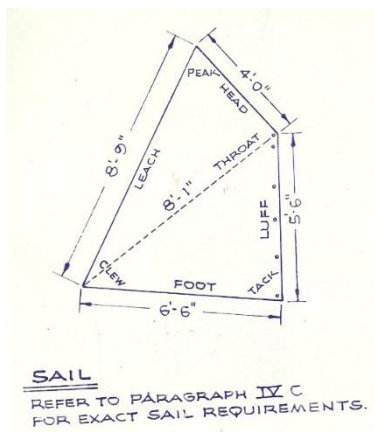 PEAK
HEAD
4'-0"
THROAT
LEACH
8'-9"
8'-1"
LUFF
5'-6"
CLEW
FOOT
TACK
6'-6"
SAIL
REFER TO PARAGRAPH IV C
FOR EXACT SAIL REQUIREMENTS.